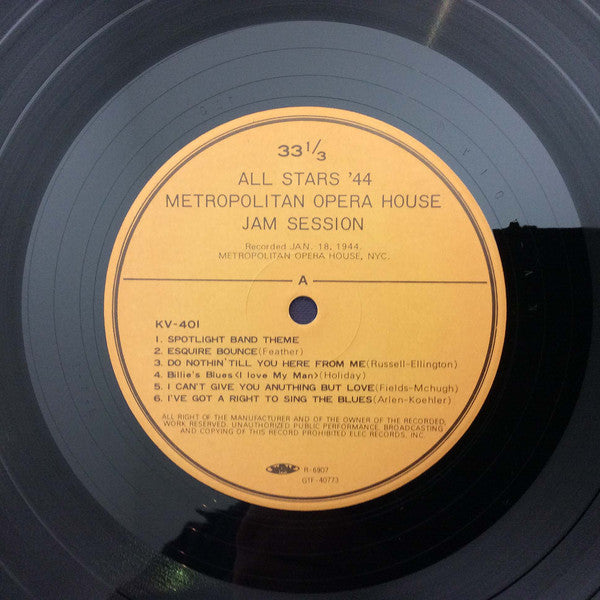 33 1/3
ALL STARS '44
METROPOLITAN OPERA HOUSE
JAM SESSION
Recorded JAN. 18, 1944.
METROPOLITAN OPERA HOUSE, NYC.
A
KV-401
1. SPOTLIGHT BAND THEME
2. ESQUIRE BOUNCE(Feather)
3. DO NOTHIN'TILL YOU HERE FROM ME(Russell-Ellington)
4. Billie's Blues<I love My Man>(Holiday)
5. I CAN'T GIVE YOU ANUTHING BUT LOVE(Fields-Mchugh)
6. I'VE GOT A RIGHT TO SING THE BLUES(Arlen-Koehler)
ALL RIGHT OF THE MANUFACTURER AND OF THE OWNER OF THE RECORDED,
WORK RESERVED. UNAUTHORIZED PUBLIC PERFORMANCE, BROADCASTING
AND COPYING OF THIS RECORD PROHIBITED ELEC RECORDS, INC.
R-6907
GTF-40773